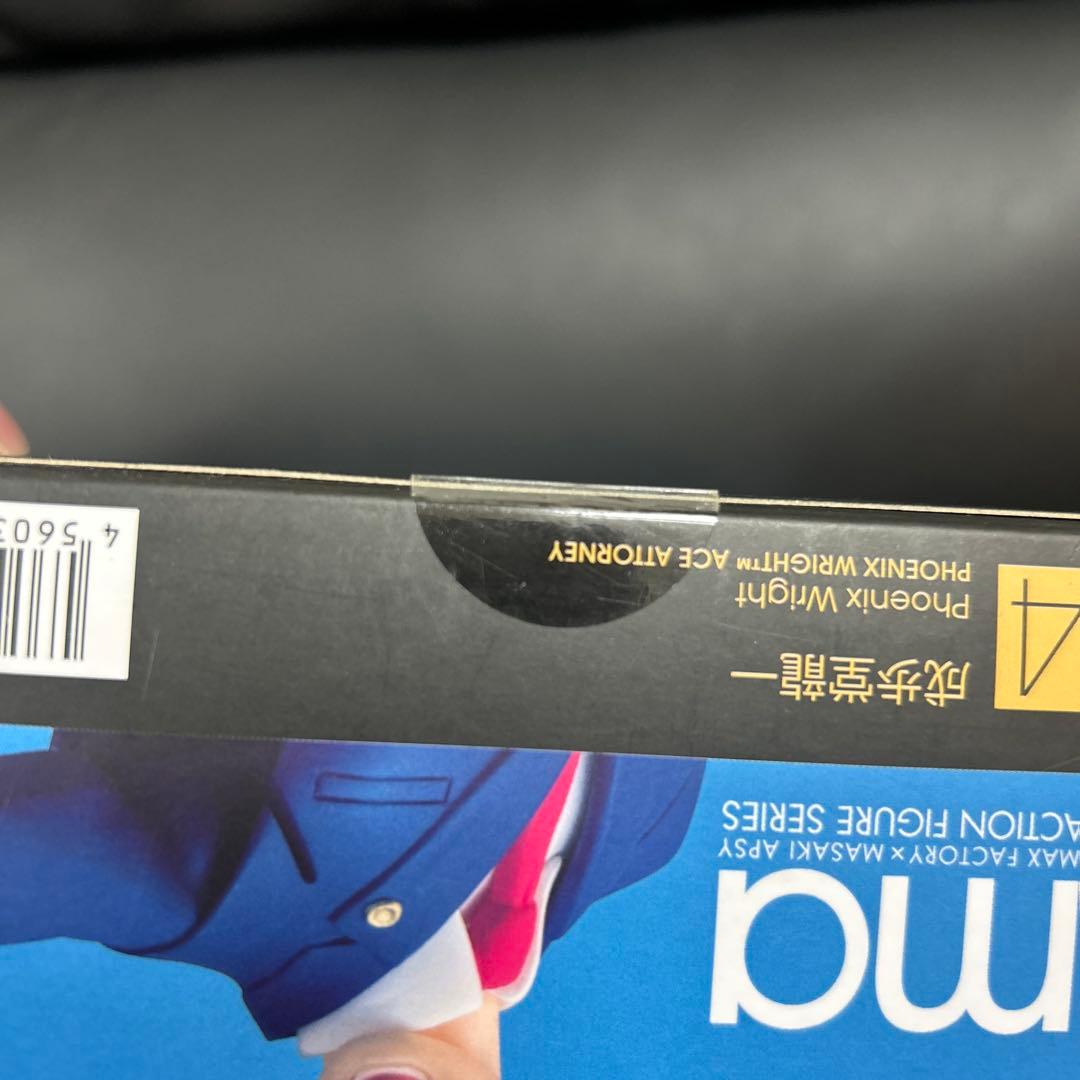 ma
MAX FACTORY × MASAKI APSY
ACTION FIGURE SERIES
4
成歩堂龍一
Phoenix Wright
PHOENIX WRIGHT™ ACE ATTORNEY
4 5603